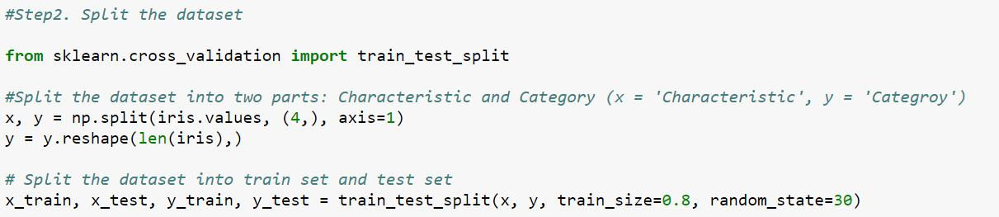 #Step2. Split the dataset
from sklearn.cross_validation import train_test_split
#Split the dataset into two parts: Characteristic and Category (x = 'Characteristic', y = 'Categroy')
x, y = np.split(iris.values, (4,), axis=1)
y = y.reshape(len(iris),)
# Split the dataset into train set and test set
x_train, x_test, y_train, y_test = train_test_split(x, y, train_size=0.8, random_state=30)